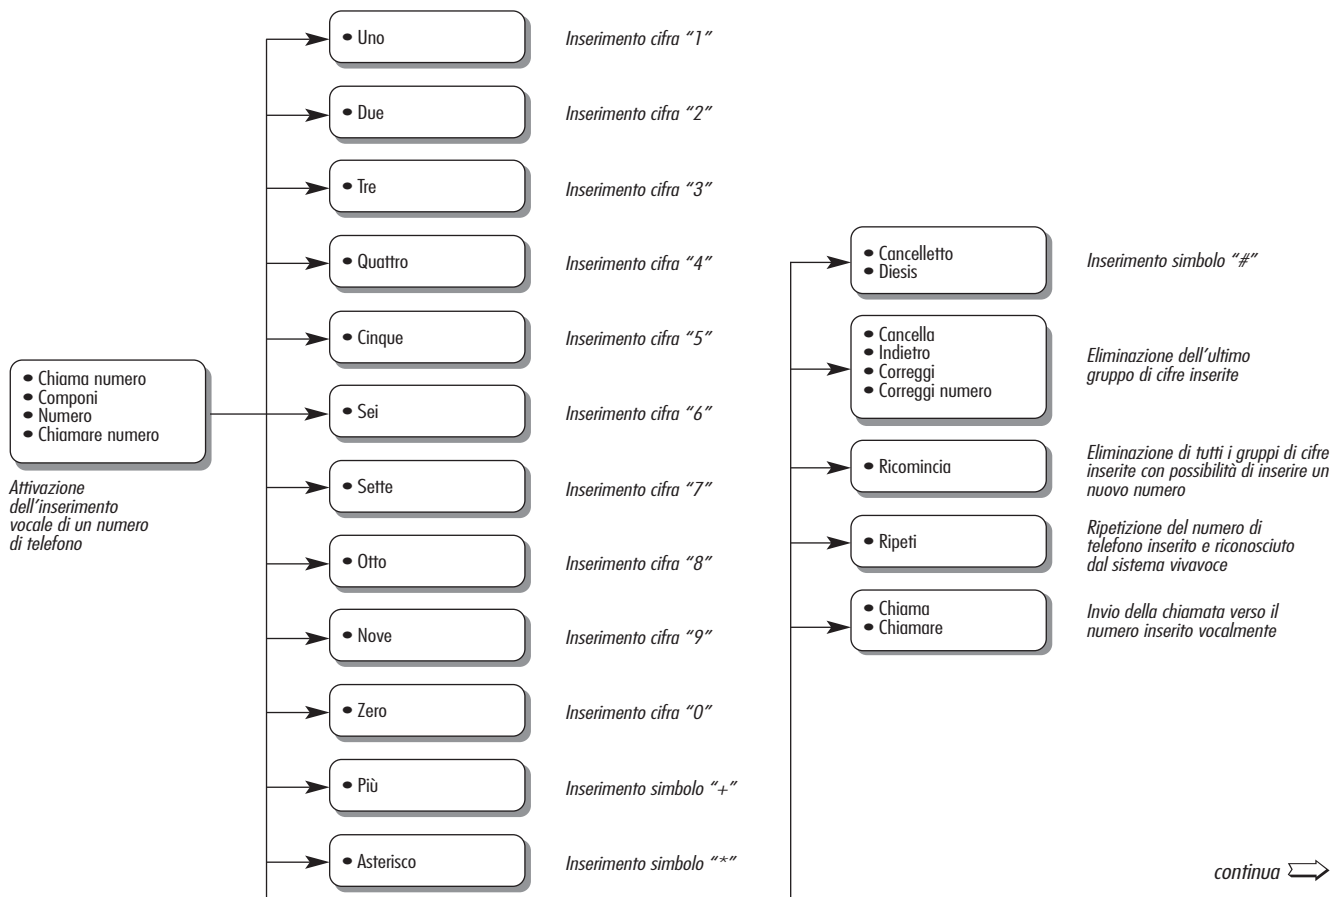 • Chiama numero
• Componi
• Numero
• Chiamare numero
Attivazione
dell'inserimento
vocale di un numero
di telefono
• Uno
Inserimento cifra "1"
• Due
Inserimento cifra "2"
• Tre
Inserimento cifra "3"
• Quattro
Inserimento cifra "4"
• Cinque
Inserimento cifra "5"
• Sei
Inserimento cifra "6"
• Sette
Inserimento cifra "7"
• Otto
Inserimento cifra "8"
• Nove
Inserimento cifra "9"
• Zero
Inserimento cifra "0"
• Più
Inserimento simbolo "+"
• Asterisco
Inserimento simbolo "*"
• Cancelletto
• Diesis
Inserimento simbolo "#"
• Cancella
• Indietro
• Correggi
• Correggi numero
Eliminazione dell'ultimo
gruppo di cifre inserite
• Ricomincia
Eliminazione di tutti i gruppi di cifre
inserite con possibilità di inserire un
nuovo numero
• Ripeti
Ripetizione del numero di
telefono inserito e riconosciuto
dal sistema vivavoce
• Chiama
• Chiamare
Invio della chiamata verso il
numero inserito vocalmente
continua